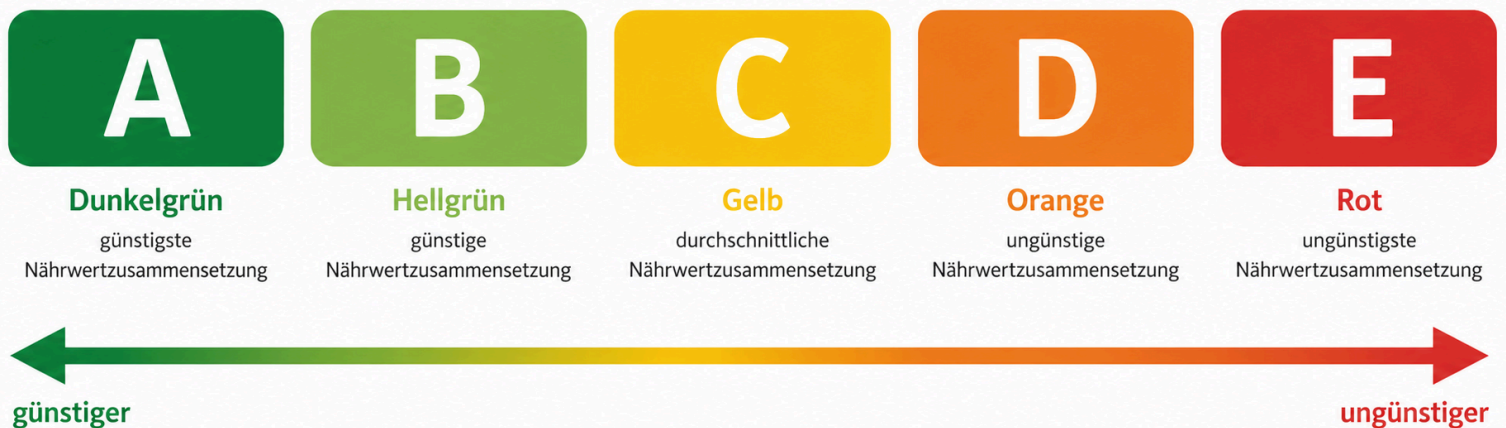 A B C D E
Dunkelgrün Hellgrün Gelb Orange Rot
günstigste günstige durchschnittliche ungünstige ungünstigste
Nährwertzusammensetzung Nährwertzusammensetzung Nährwertzusammensetzung Nährwertzusammensetzung Nährwertzusammensetzung
günstiger ungünstiger